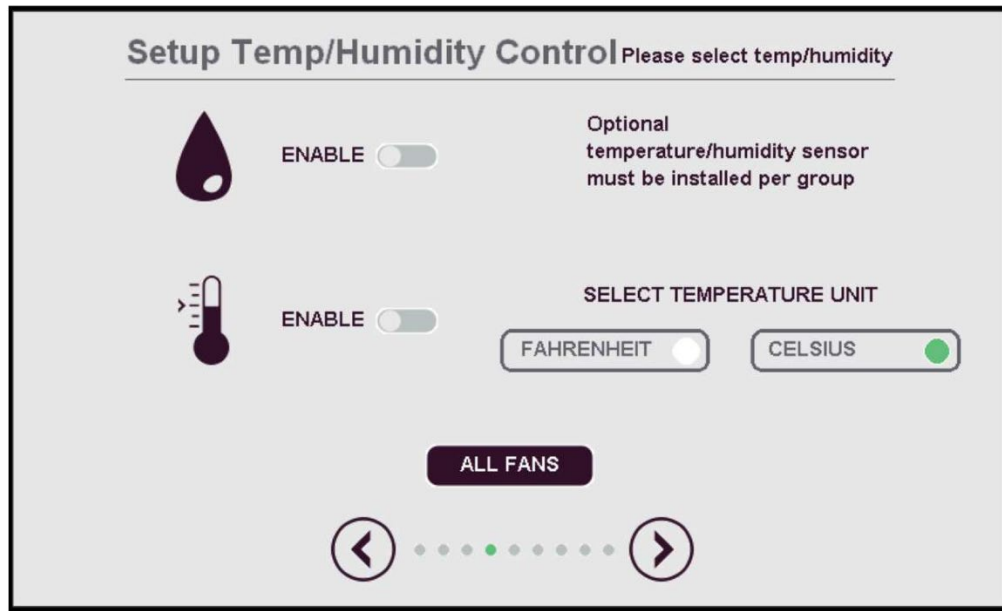 Setup Temp/Humidity Control Please select temp/humidity
ENABLE
Optional
temperature/humidity sensor
must be installed per group
ENABLE
SELECT TEMPERATURE UNIT
FAHRENHEIT
CELSIUS
ALL FANS